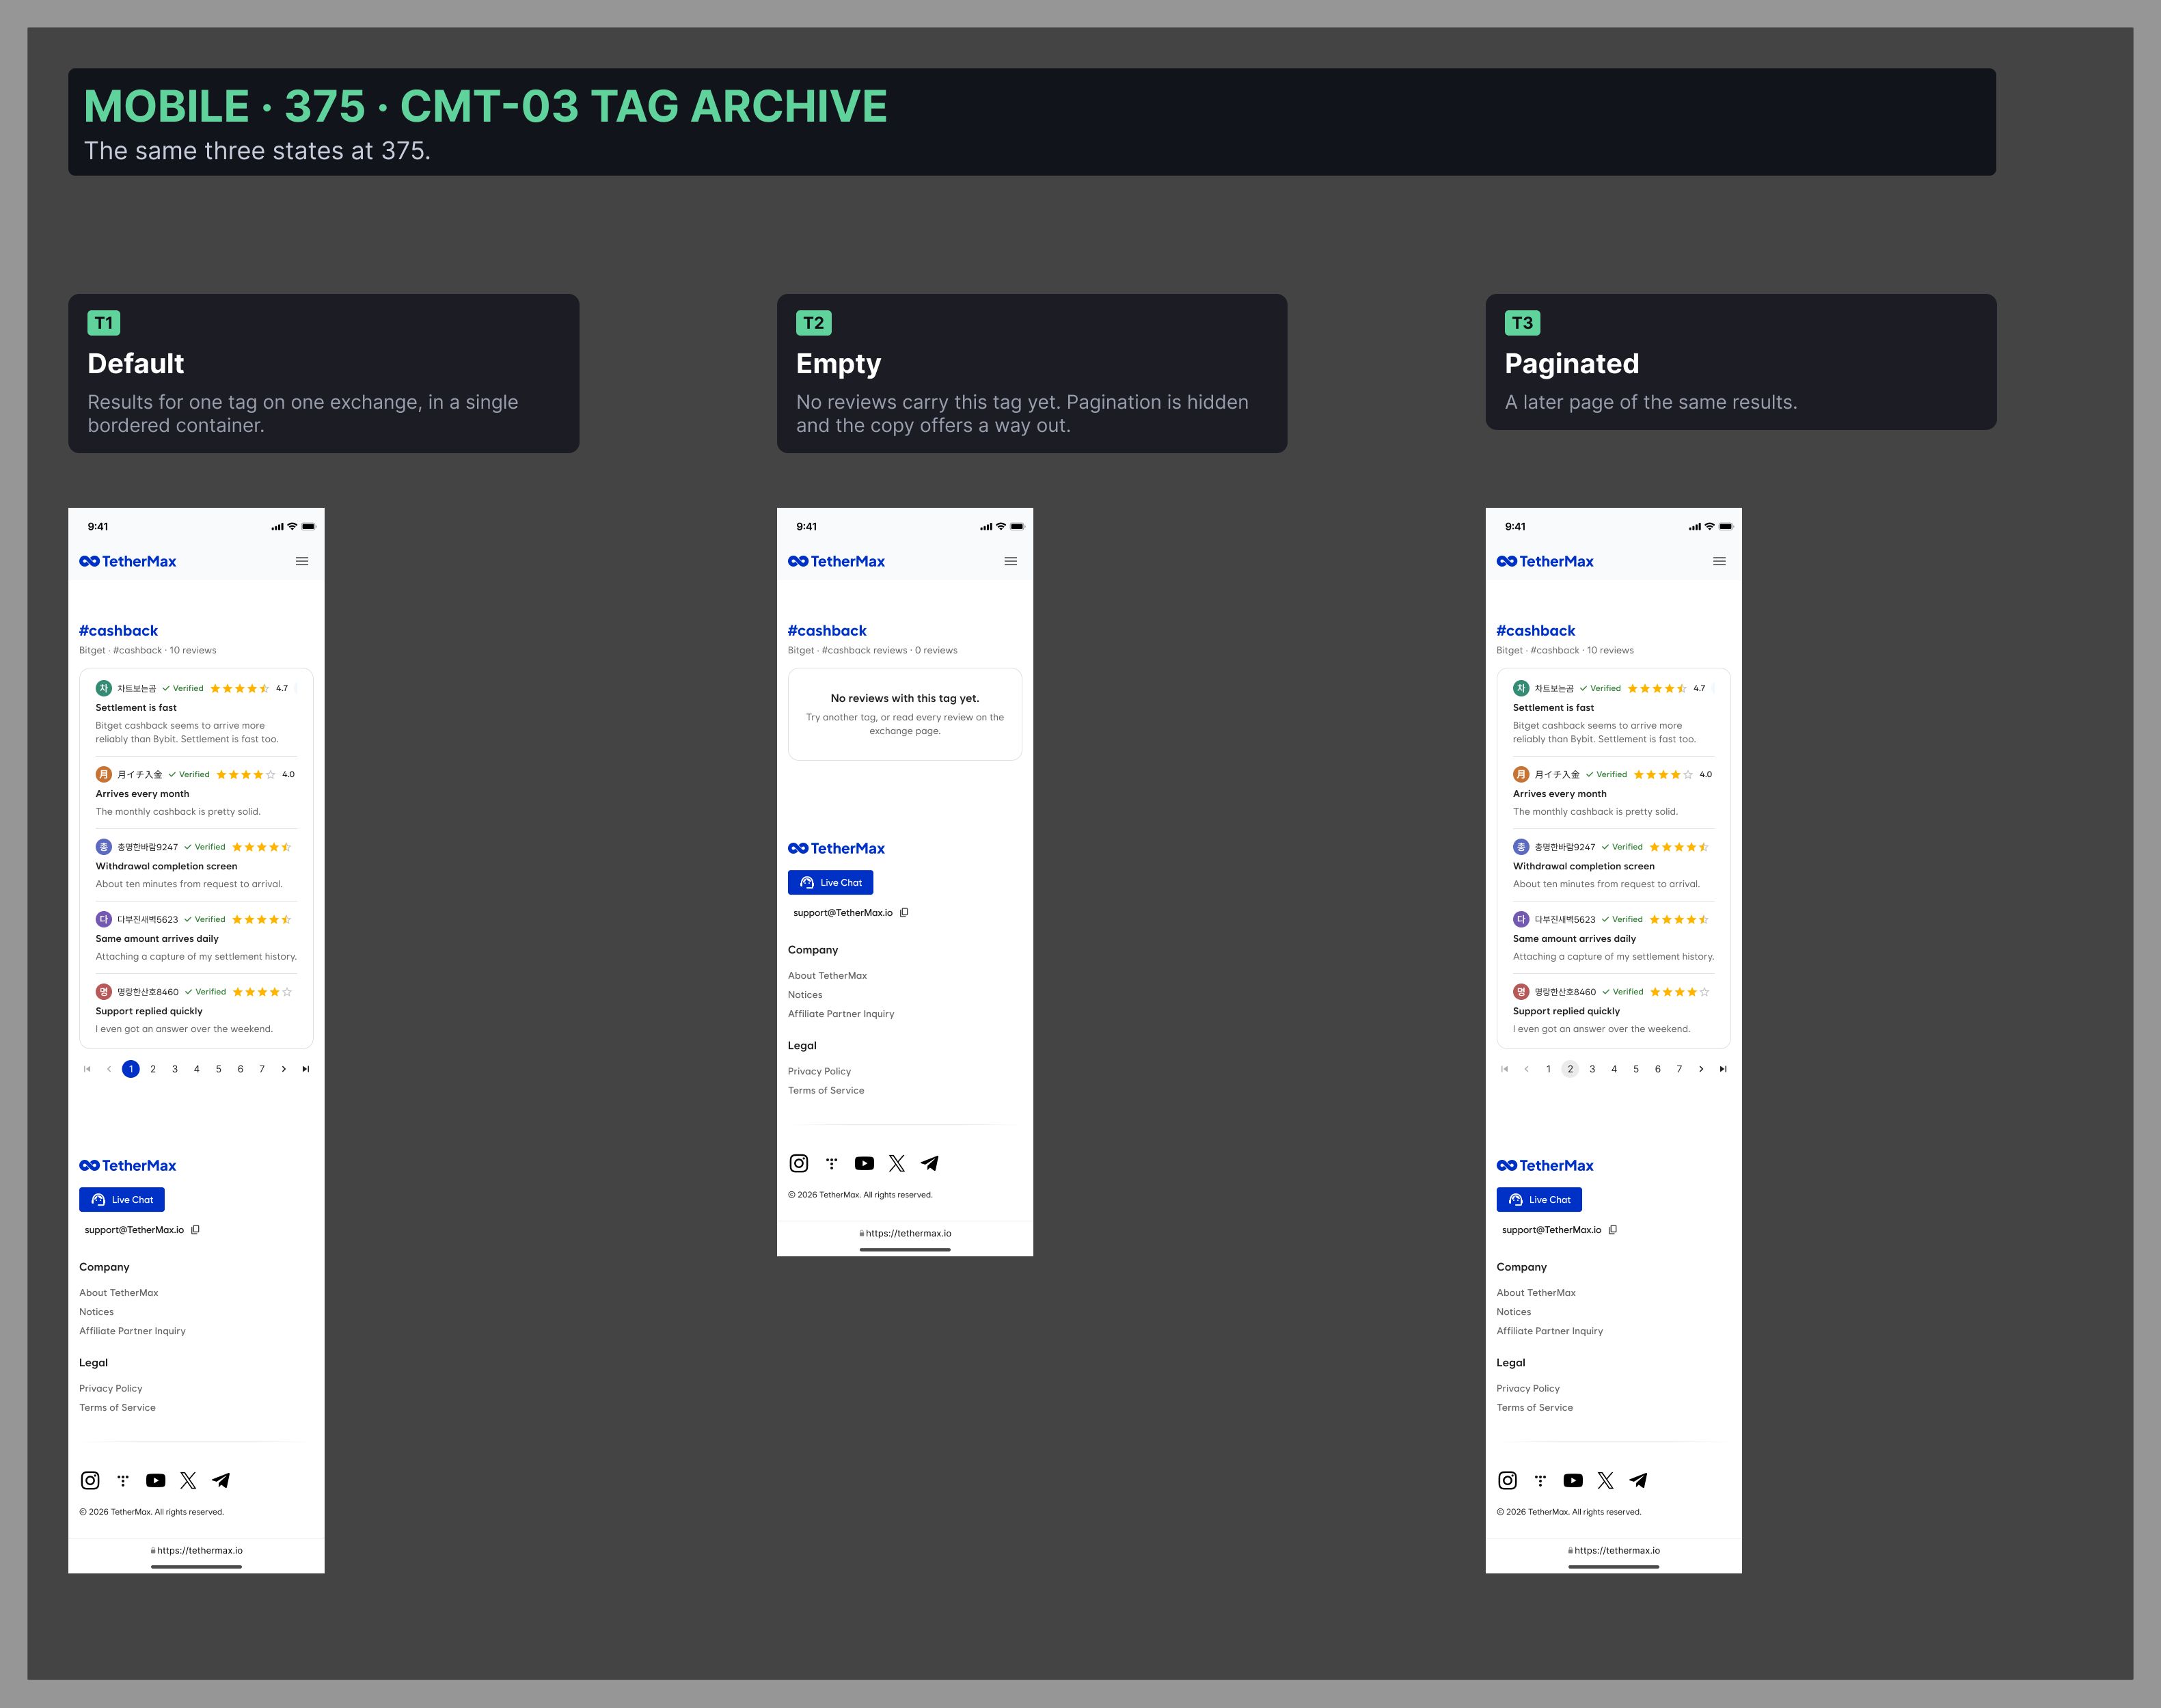 MOBILE · 375 · CMT-03 TAG ARCHIVE
The same three states at 375.
T1
Default
Results for one tag on one exchange, in a single
bordered container.
T2
Empty
No reviews carry this tag yet. Pagination is hidden
and the copy offers a way out.
T3
Paginated
A later page of the same results.
9:41
TetherMax
#cashback
Bitget · #cashback · 10 reviews
차 차트보는곰 Verified 4.7
Settlement is fast
Bitget cashback seems to arrive more
reliably than Bybit. Settlement is fast too.
月 月イチ入金 Verified 4.0
Arrives every month
The monthly cashback is pretty solid.
총 총명한바람9247 Verified
Withdrawal completion screen
About ten minutes from request to arrival.
다 다부진새벽5623 Verified
Same amount arrives daily
Attaching a capture of my settlement history.
명 명랑한산호8460 Verified
Support replied quickly
I even got an answer over the weekend.
1 2 3 4 5 6 7
TetherMax
Live Chat
support@TetherMax.io
Company
About TetherMax
Notices
Affiliate Partner Inquiry
Legal
Privacy Policy
Terms of Service
© 2026 TetherMax. All rights reserved.
https://tethermax.io
9:41
TetherMax
#cashback
Bitget · #cashback reviews · 0 reviews
No reviews with this tag yet.
Try another tag, or read every review on the
exchange page.
TetherMax
Live Chat
support@TetherMax.io
Company
About TetherMax
Notices
Affiliate Partner Inquiry
Legal
Privacy Policy
Terms of Service
© 2026 TetherMax. All rights reserved.
https://tethermax.io
9:41
TetherMax
#cashback
Bitget · #cashback · 10 reviews
차 차트보는곰 Verified 4.7
Settlement is fast
Bitget cashback seems to arrive more
reliably than Bybit. Settlement is fast too.
月 月イチ入金 Verified 4.0
Arrives every month
The monthly cashback is pretty solid.
총 총명한바람9247 Verified
Withdrawal completion screen
About ten minutes from request to arrival.
다 다부진새벽5623 Verified
Same amount arrives daily
Attaching a capture of my settlement history.
명 명랑한산호8460 Verified
Support replied quickly
I even got an answer over the weekend.
1 2 3 4 5 6 7
TetherMax
Live Chat
support@TetherMax.io
Company
About TetherMax
Notices
Affiliate Partner Inquiry
Legal
Privacy Policy
Terms of Service
© 2026 TetherMax. All rights reserved.
https://tethermax.io